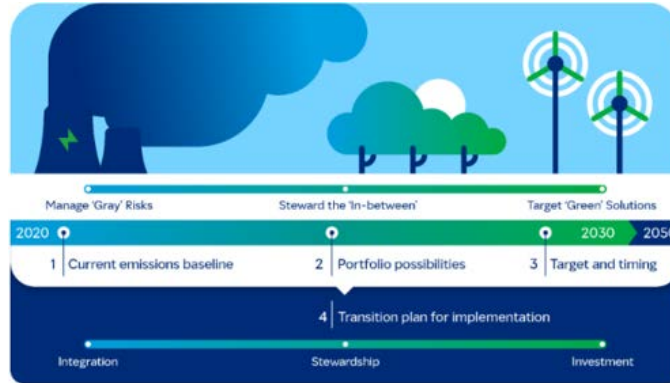 Manage 'Gray' Risks
Steward the 'In-between'
Target 'Green' Solutions
2020
2030
2050
1 Current emissions baseline
2 Portfolio possibilities
3 Target and timing
4 Transition plan for implementation
Integration
Stewardship
Investment